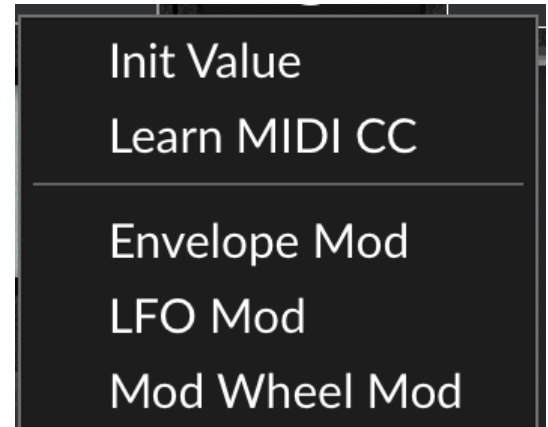 Init Value
Learn MIDI CC
Envelope Mod
LFO Mod
Mod Wheel Mod